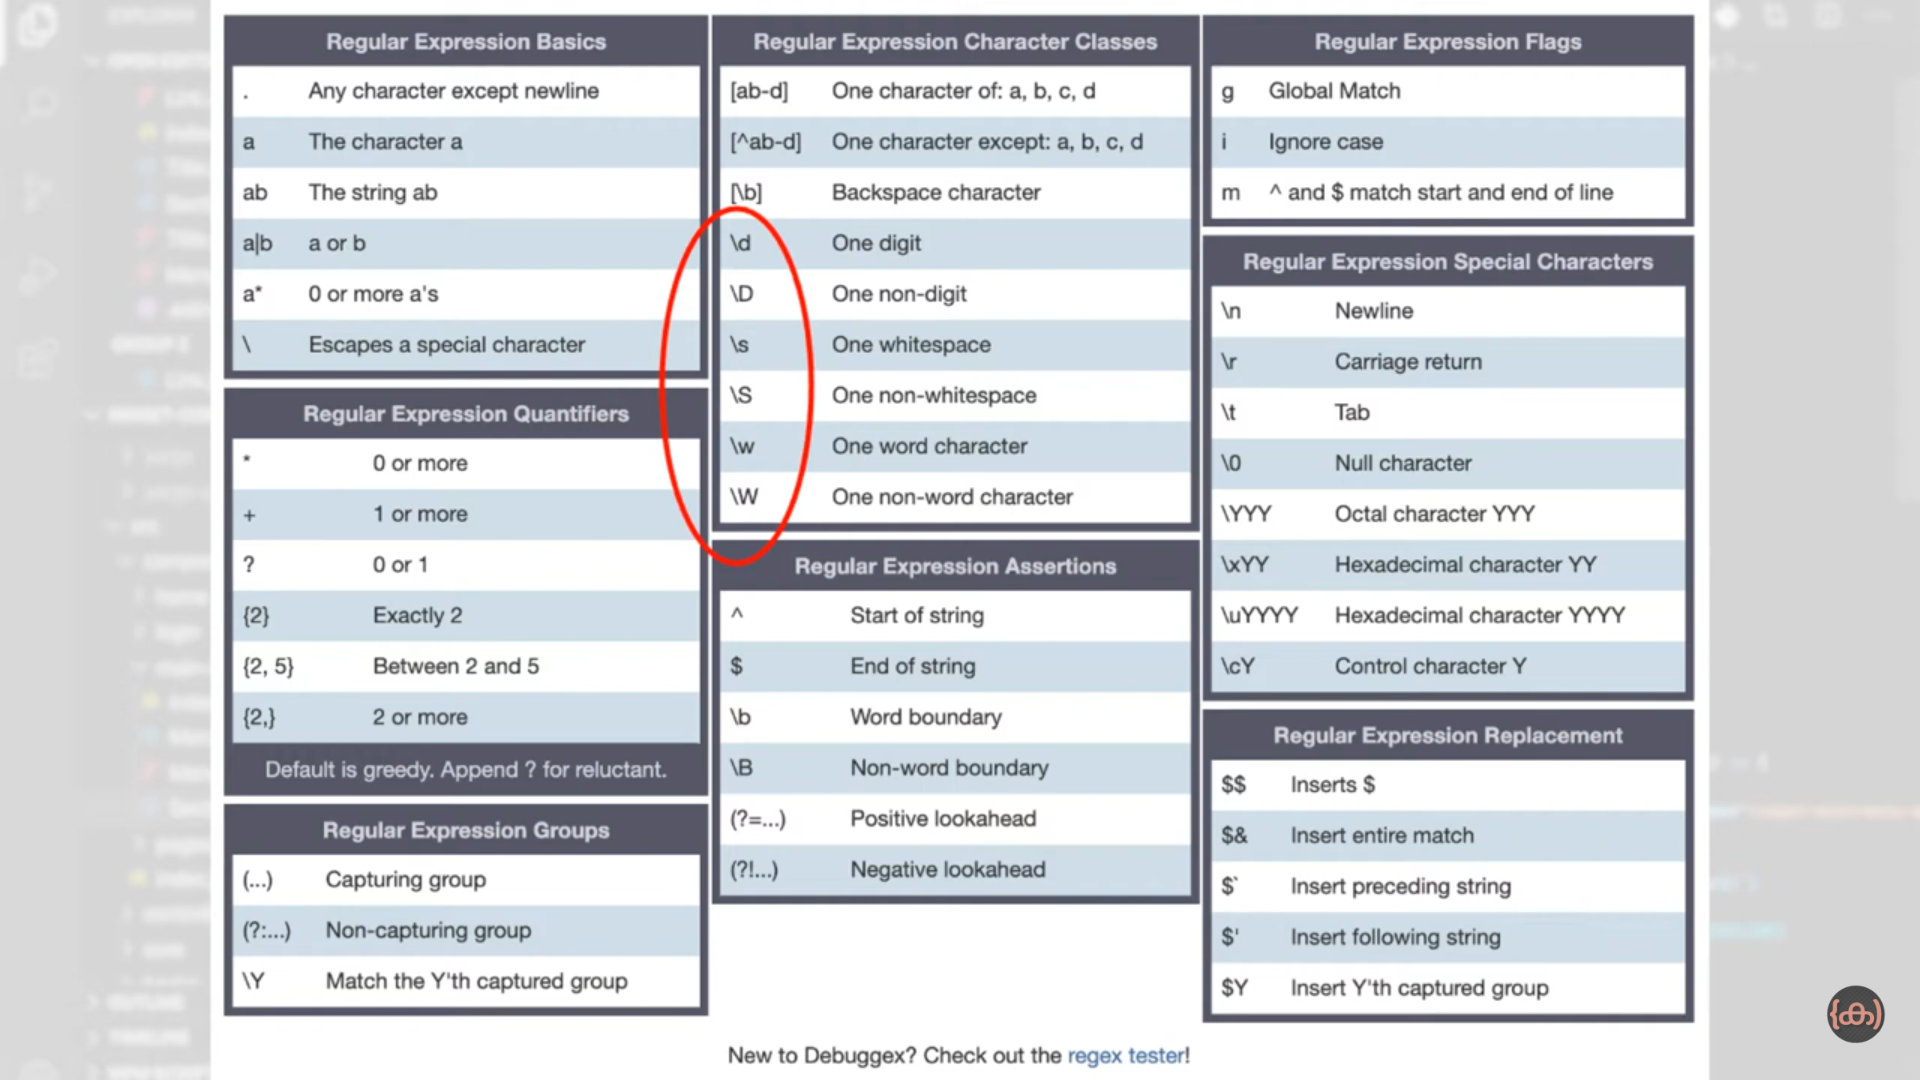 Regular Expression Basics
. Any character except newline
a The character a
ab The string ab
a|b a or b
a* 0 or more a's
\ Escapes a special character
Regular Expression Quantifiers
* 0 or more
+ 1 or more
? 0 or 1
{2} Exactly 2
{2, 5} Between 2 and 5
{2,} 2 or more
Default is greedy. Append ? for reluctant.
Regular Expression Groups
(...) Capturing group
(?:...) Non-capturing group
\Y Match the Y'th captured group
Regular Expression Character Classes
[ab-d] One character of: a, b, c, d
[^ab-d] One character except: a, b, c, d
[\b] Backspace character
\d One digit
\D One non-digit
\s One whitespace
\S One non-whitespace
\w One word character
\W One non-word character
Regular Expression Assertions
^ Start of string
$ End of string
\b Word boundary
\B Non-word boundary
(?=...) Positive lookahead
(?!...) Negative lookahead
Regular Expression Flags
g Global Match
i Ignore case
m ^ and $ match start and end of line
Regular Expression Special Characters
\n Newline
\r Carriage return
\t Tab
\0 Null character
\YYY Octal character YYY
\xYY Hexadecimal character YY
\uYYYY Hexadecimal character YYYY
\cY Control character Y
Regular Expression Replacement
$$ Inserts $
$& Insert entire match
$` Insert preceding string
$' Insert following string
$Y Insert Y'th captured group
New to Debuggex? Check out the regex tester!